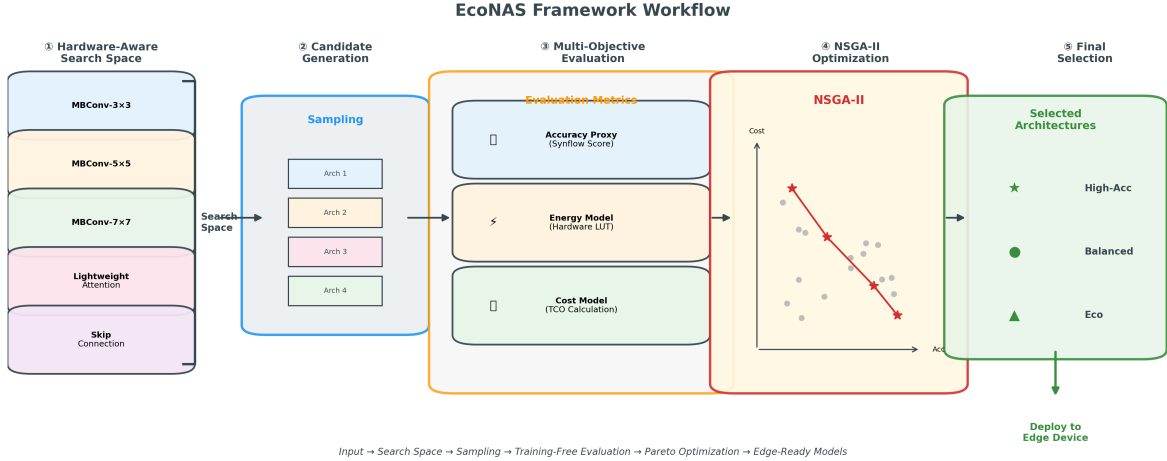 EcoNAS Framework Workflow
① Hardware-Aware
Search Space
② Candidate
Generation
③ Multi-Objective
Evaluation
④ NSGA-II
Optimization
⑤ Final
Selection
MBConv-3×3
MBConv-5×5
MBConv-7×7
Lightweight
Attention
Skip
Connection
Search
Space
Sampling
Arch 1
Arch 2
Arch 3
Arch 4
Evaluation Metrics
Accuracy Proxy
(Synflow Score)
Energy Model
(Hardware LUT)
Cost Model
(TCO Calculation)
NSGA-II
Cost
Acc
Selected
Architectures
High-Acc
Balanced
Eco
Deploy to
Edge Device
Input → Search Space → Sampling → Training-Free Evaluation → Pareto Optimization → Edge-Ready Models